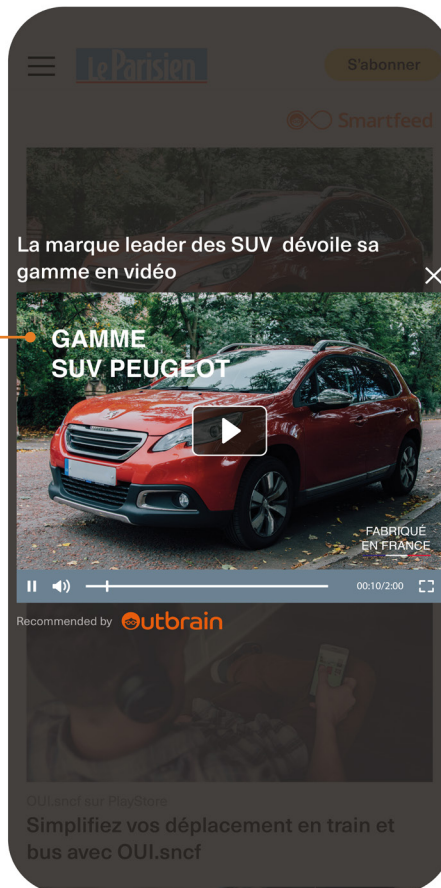 Le Parisien
S'abonner
Smartfeed
La marque leader des SUV dévoile sa
gamme en vidéo
GAMME
SUV PEUGEOT
FABRIQUÉ
EN FRANCE
00:10/2:00
Recommended by Outbrain
OUI.sncf sur PlayStore
Simplifiez vos déplacement en train et
bus avec OUI.sncf